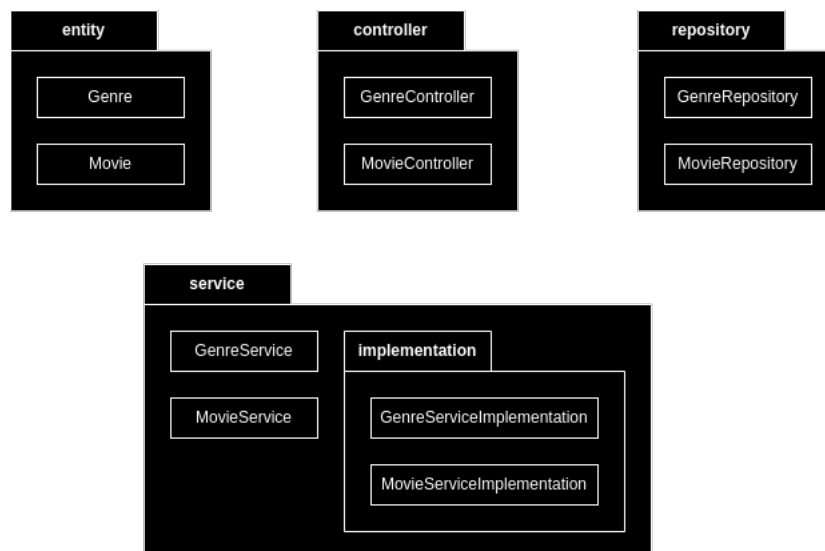 entity
Genre
Movie
controller
GenreController
MovieController
repository
GenreRepository
MovieRepository
service
GenreService
MovieService
implementation
GenreServiceImplementation
MovieServiceImplementation